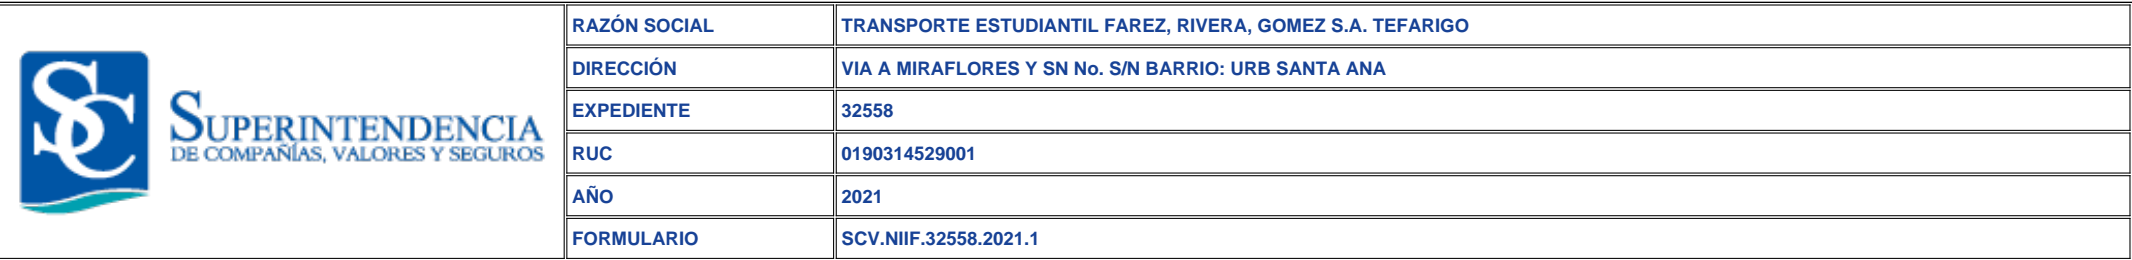 SC
SUPERINTENDENCIA
DE COMPAÑÍAS, VALORES Y SEGUROS
RAZÓN SOCIAL TRANSPORTE ESTUDIANTIL FAREZ, RIVERA, GOMEZ S.A. TEFARIGO
DIRECCIÓN VIA A MIRAFLORES Y SN No. S/N BARRIO: URB SANTA ANA
EXPEDIENTE 32558
RUC 0190314529001
AÑO 2021
FORMULARIO SCV.NIIF.32558.2021.1